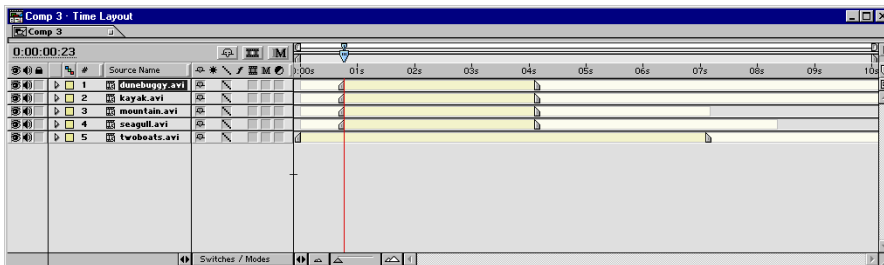 Comp 3 · Time Layout
Comp 3
0:00:00:23
# Source Name
):00s 01s 02s 03s 04s 05s 06s 07s 08s 09s 10s
1 dunebuggy.avi
2 kayak.avi
3 mountain.avi
4 seagull.avi
5 twoboats.avi
Switches / Modes